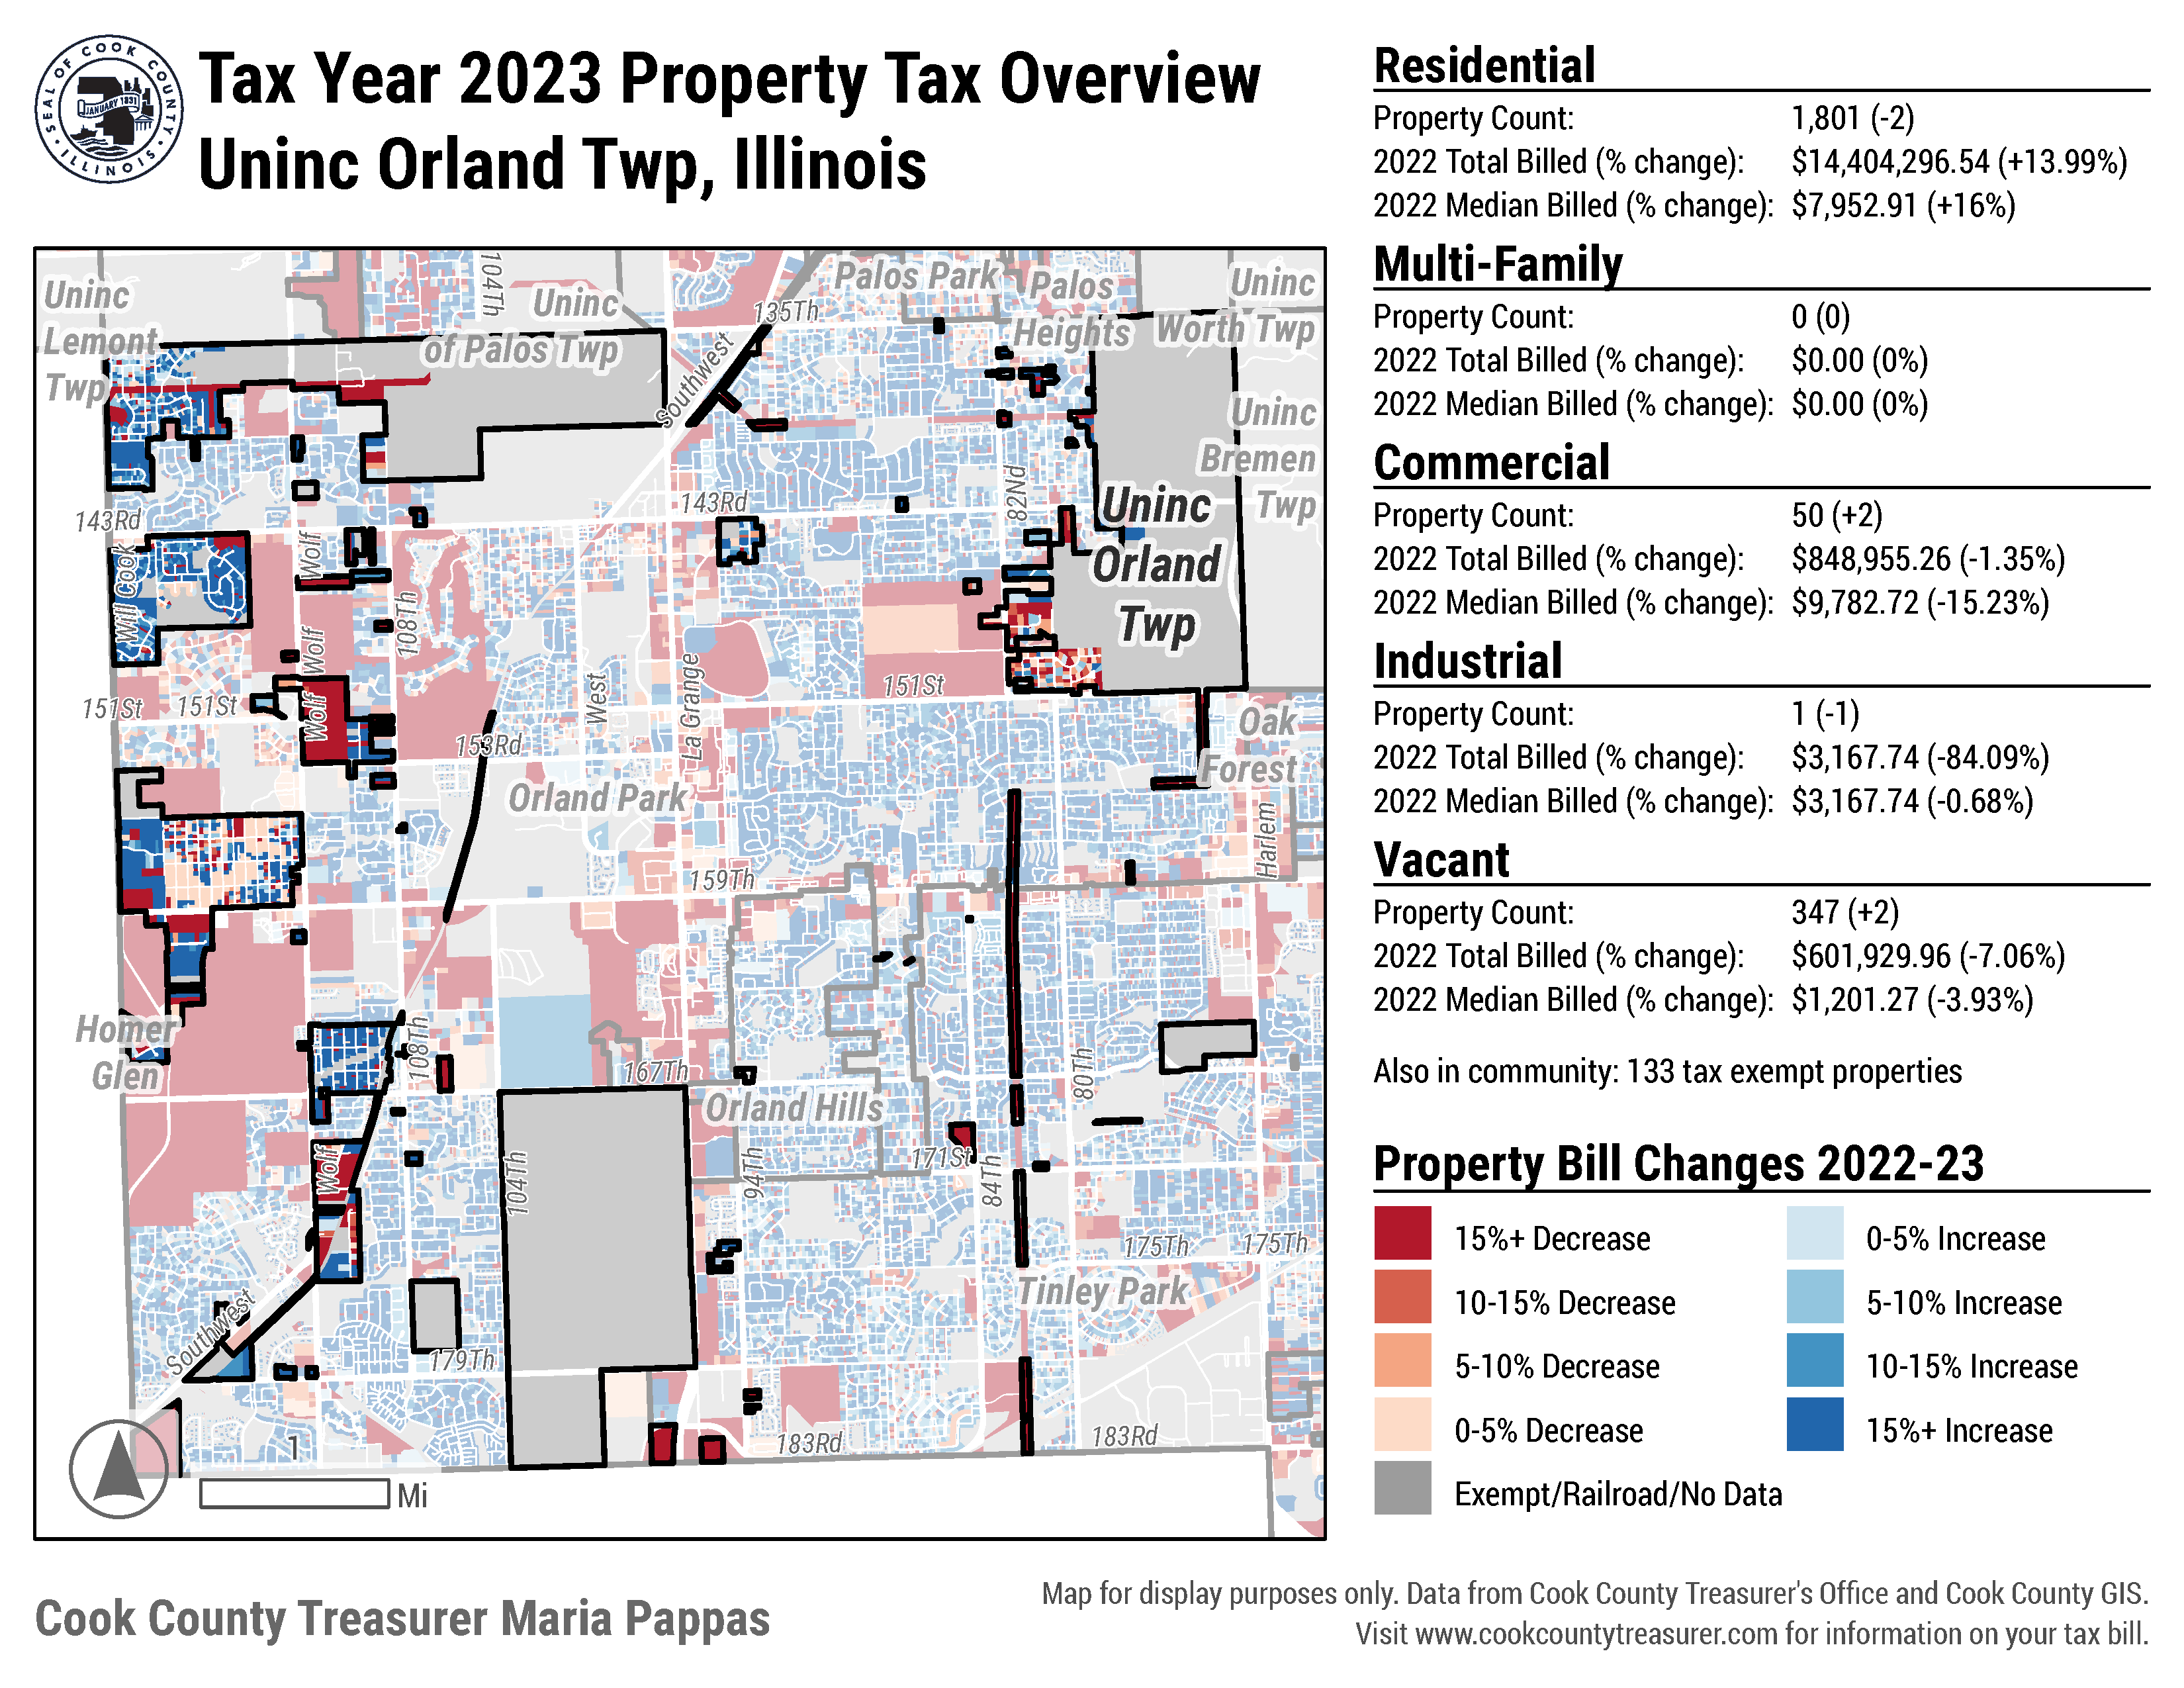 SEAL OF COOK COUNTY
• ILLINOIS •
JANUARY 1831
Tax Year 2023 Property Tax Overview
Uninc Orland Twp, Illinois
Uninc
Lemont
Twp
104Th
Uninc
of Palos Twp
Southwest
135Th
Palos Park
Palos
Heights
Uninc
Worth Twp
Uninc
Bremen
Twp
143Rd
143Rd
82Nd
Uninc
Orland
Twp
Will Cook
Wolf
Wolf
Wolf
108Th
151St
151St
151St
153Rd
West
La Grange
Orland Park
Oak
Forest
Harlem
159Th
Homer
Glen
108Th
167Th
80Th
Orland Hills
171St
Wolf
104Th
94Th
84Th
175Th
175Th
Tinley Park
Southwest
179Th
183Rd
183Rd
1
Mi
Residential
Property Count: 1,801 (-2)
2022 Total Billed (% change): $14,404,296.54 (+13.99%)
2022 Median Billed (% change): $7,952.91 (+16%)
Multi-Family
Property Count: 0 (0)
2022 Total Billed (% change): $0.00 (0%)
2022 Median Billed (% change): $0.00 (0%)
Commercial
Property Count: 50 (+2)
2022 Total Billed (% change): $848,955.26 (-1.35%)
2022 Median Billed (% change): $9,782.72 (-15.23%)
Industrial
Property Count: 1 (-1)
2022 Total Billed (% change): $3,167.74 (-84.09%)
2022 Median Billed (% change): $3,167.74 (-0.68%)
Vacant
Property Count: 347 (+2)
2022 Total Billed (% change): $601,929.96 (-7.06%)
2022 Median Billed (% change): $1,201.27 (-3.93%)
Also in community: 133 tax exempt properties
Property Bill Changes 2022-23
15%+ Decrease
10-15% Decrease
5-10% Decrease
0-5% Decrease
Exempt/Railroad/No Data
0-5% Increase
5-10% Increase
10-15% Increase
15%+ Increase
Cook County Treasurer Maria Pappas
Map for display purposes only. Data from Cook County Treasurer's Office and Cook County GIS.
Visit www.cookcountytreasurer.com for information on your tax bill.